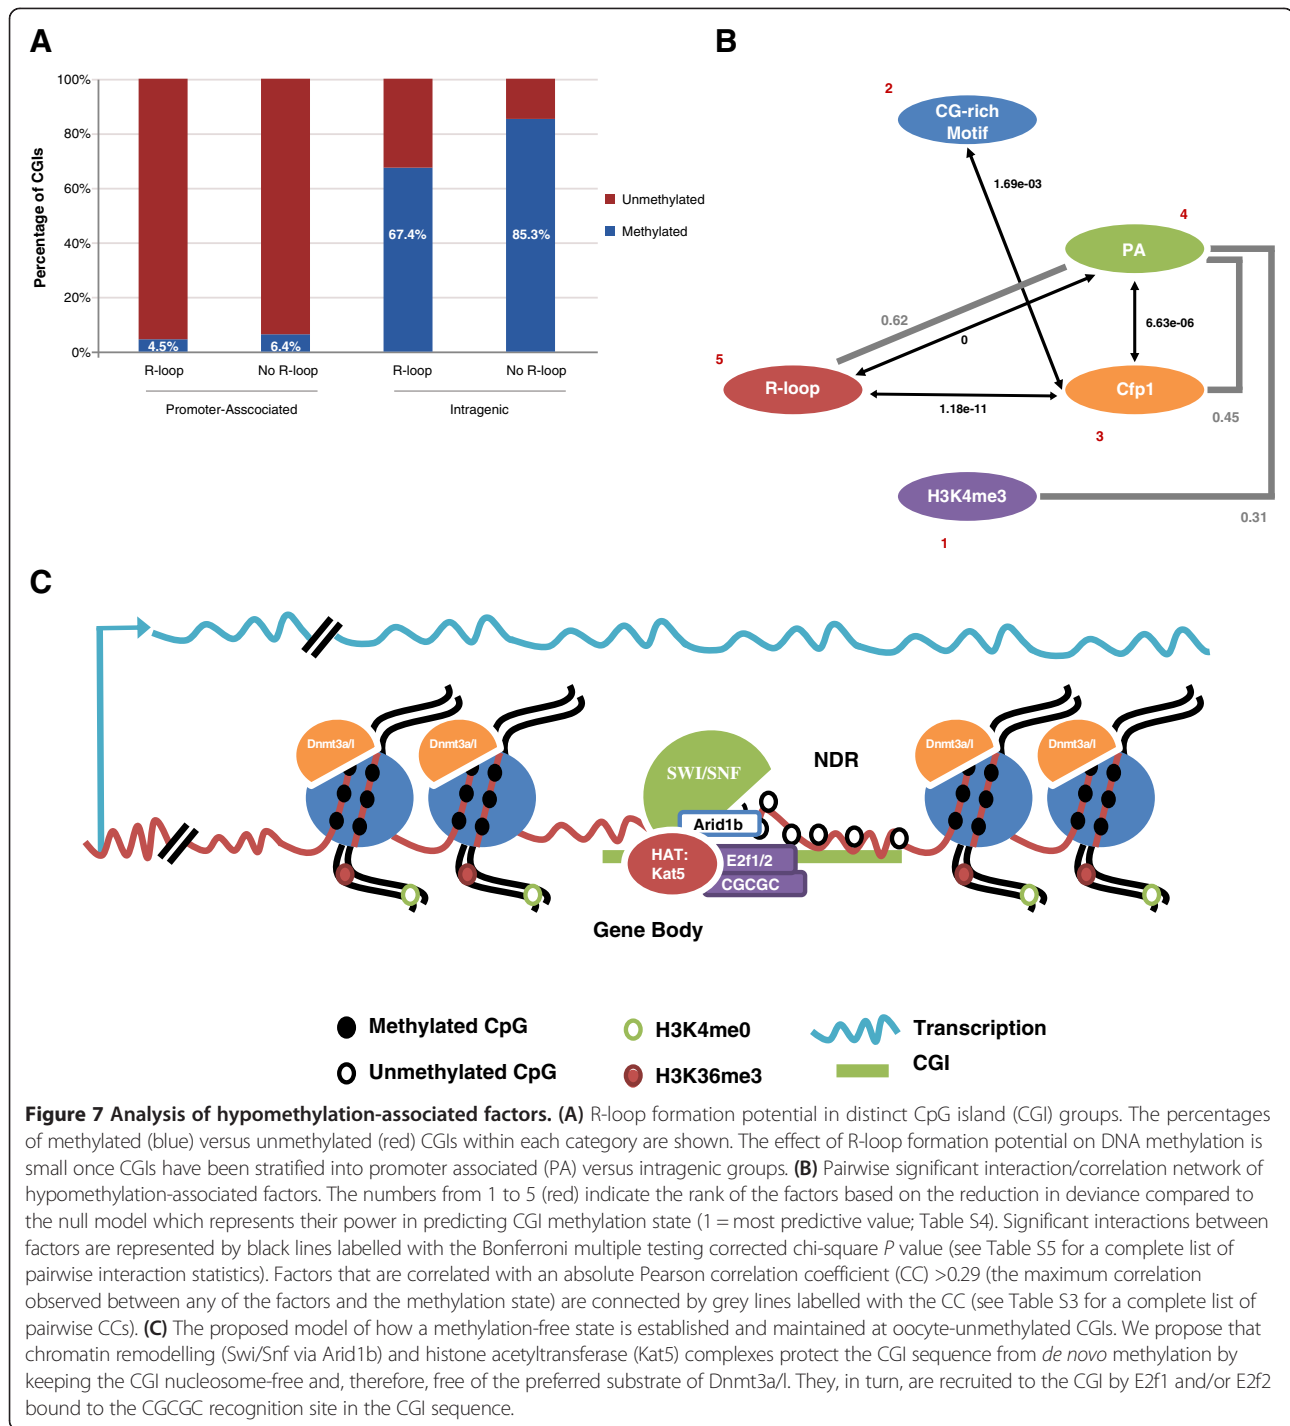 A
100%
80%
60%
40%
20%
0%
Percentage of CGIs
4.5%
6.4%
67.4%
85.3%
R-loop
No R-loop
R-loop
No R-loop
Promoter-Asscociated
Intragenic
Unmethylated
Methylated
B
2
CG-rich
Motif
1.69e-03
4
PA
0.62
0
6.63e-06
5
R-loop
1.18e-11
Cfp1
0.45
3
H3K4me3
0.31
1
C
Dnmt3a/l
Dnmt3a/l
SWI/SNF
NDR
Dnmt3a/l
Dnmt3a/l
Arid1b
HAT:
Kat5
E2f1/2
CGCGC
Gene Body
Methylated CpG
H3K4me0
Transcription
Unmethylated CpG
H3K36me3
CGI
Figure 7 Analysis of hypomethylation-associated factors. (A) R-loop formation potential in distinct CpG island (CGI) groups. The percentages
of methylated (blue) versus unmethylated (red) CGIs within each category are shown. The effect of R-loop formation potential on DNA methylation is
small once CGIs have been stratified into promoter associated (PA) versus intragenic groups. (B) Pairwise significant interaction/correlation network of
hypomethylation-associated factors. The numbers from 1 to 5 (red) indicate the rank of the factors based on the reduction in deviance compared to
the null model which represents their power in predicting CGI methylation state (1 = most predictive value; Table S4). Significant interactions between
factors are represented by black lines labelled with the Bonferroni multiple testing corrected chi-square P value (see Table S5 for a complete list of
pairwise interaction statistics). Factors that are correlated with an absolute Pearson correlation coefficient (CC) >0.29 (the maximum correlation
observed between any of the factors and the methylation state) are connected by grey lines labelled with the CC (see Table S3 for a complete list of
pairwise CCs). (C) The proposed model of how a methylation-free state is established and maintained at oocyte-unmethylated CGIs. We propose that
chromatin remodelling (Swi/Snf via Arid1b) and histone acetyltransferase (Kat5) complexes protect the CGI sequence from de novo methylation by
keeping the CGI nucleosome-free and, therefore, free of the preferred substrate of Dnmt3a/l. They, in turn, are recruited to the CGI by E2f1 and/or E2f2
bound to the CGCGC recognition site in the CGI sequence.